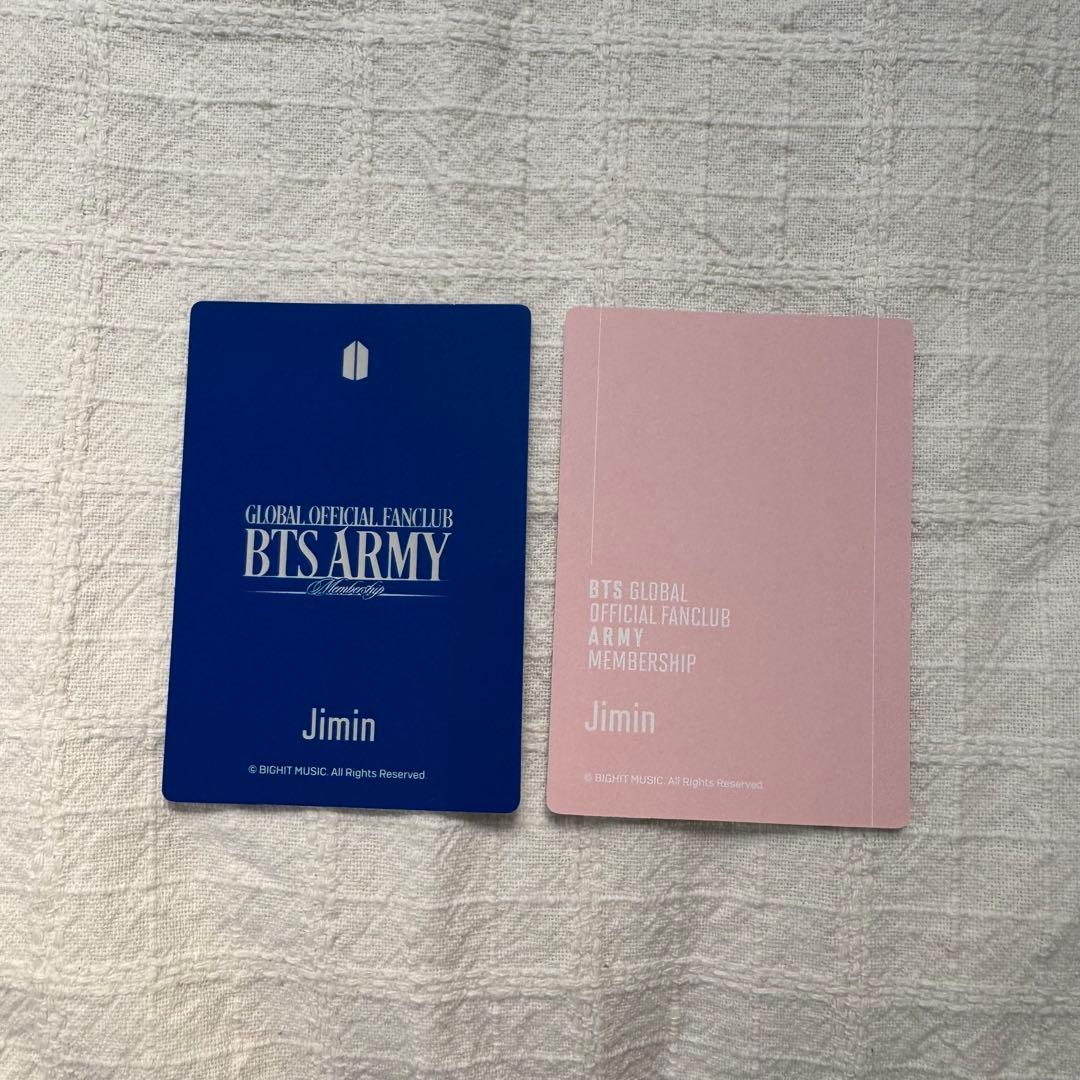 GLOBAL OFFICIAL FANCLUB
BTS ARMY
Membership
Jimin
© BIGHIT MUSIC. All Rights Reserved.
BTS GLOBAL
OFFICIAL FANCLUB
ARMY
MEMBERSHIP
Jimin
© BIGHIT MUSIC. All Rights Reserved.